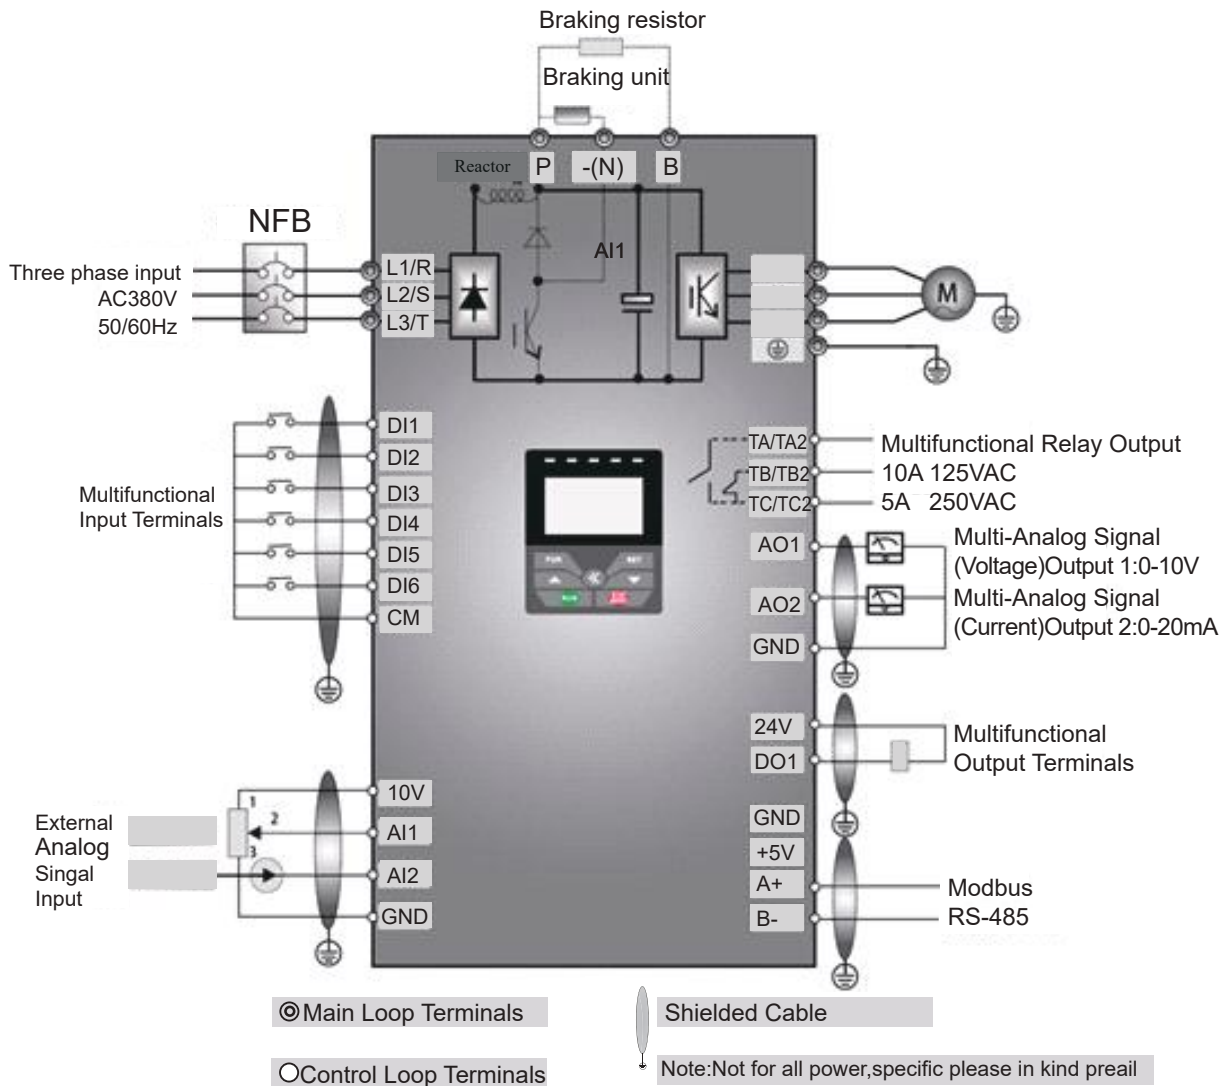 Braking resistor
Braking unit
Reactor
P
-(N)
B
NFB
AI1
Three phase input
AC380V
50/60Hz
L1/R
L2/S
L3/T
M
DI1
DI2
DI3
DI4
DI5
DI6
CM
Multifunctional
Input Terminals
TA/TA2
TB/TB2
TC/TC2
Multifunctional Relay Output
10A 125VAC
5A 250VAC
AO1
AO2
GND
Multi-Analog Signal
(Voltage)Output 1:0-10V
Multi-Analog Signal
(Current)Output 2:0-20mA
24V
DO1
Multifunctional
Output Terminals
10V
AI1
AI2
GND
1
2
3
External
Analog
Singal
Input
GND
+5V
A+
B-
Modbus
RS-485
Main Loop Terminals
Shielded Cable
Control Loop Terminals
Note:Not for all power,specific please in kind preail